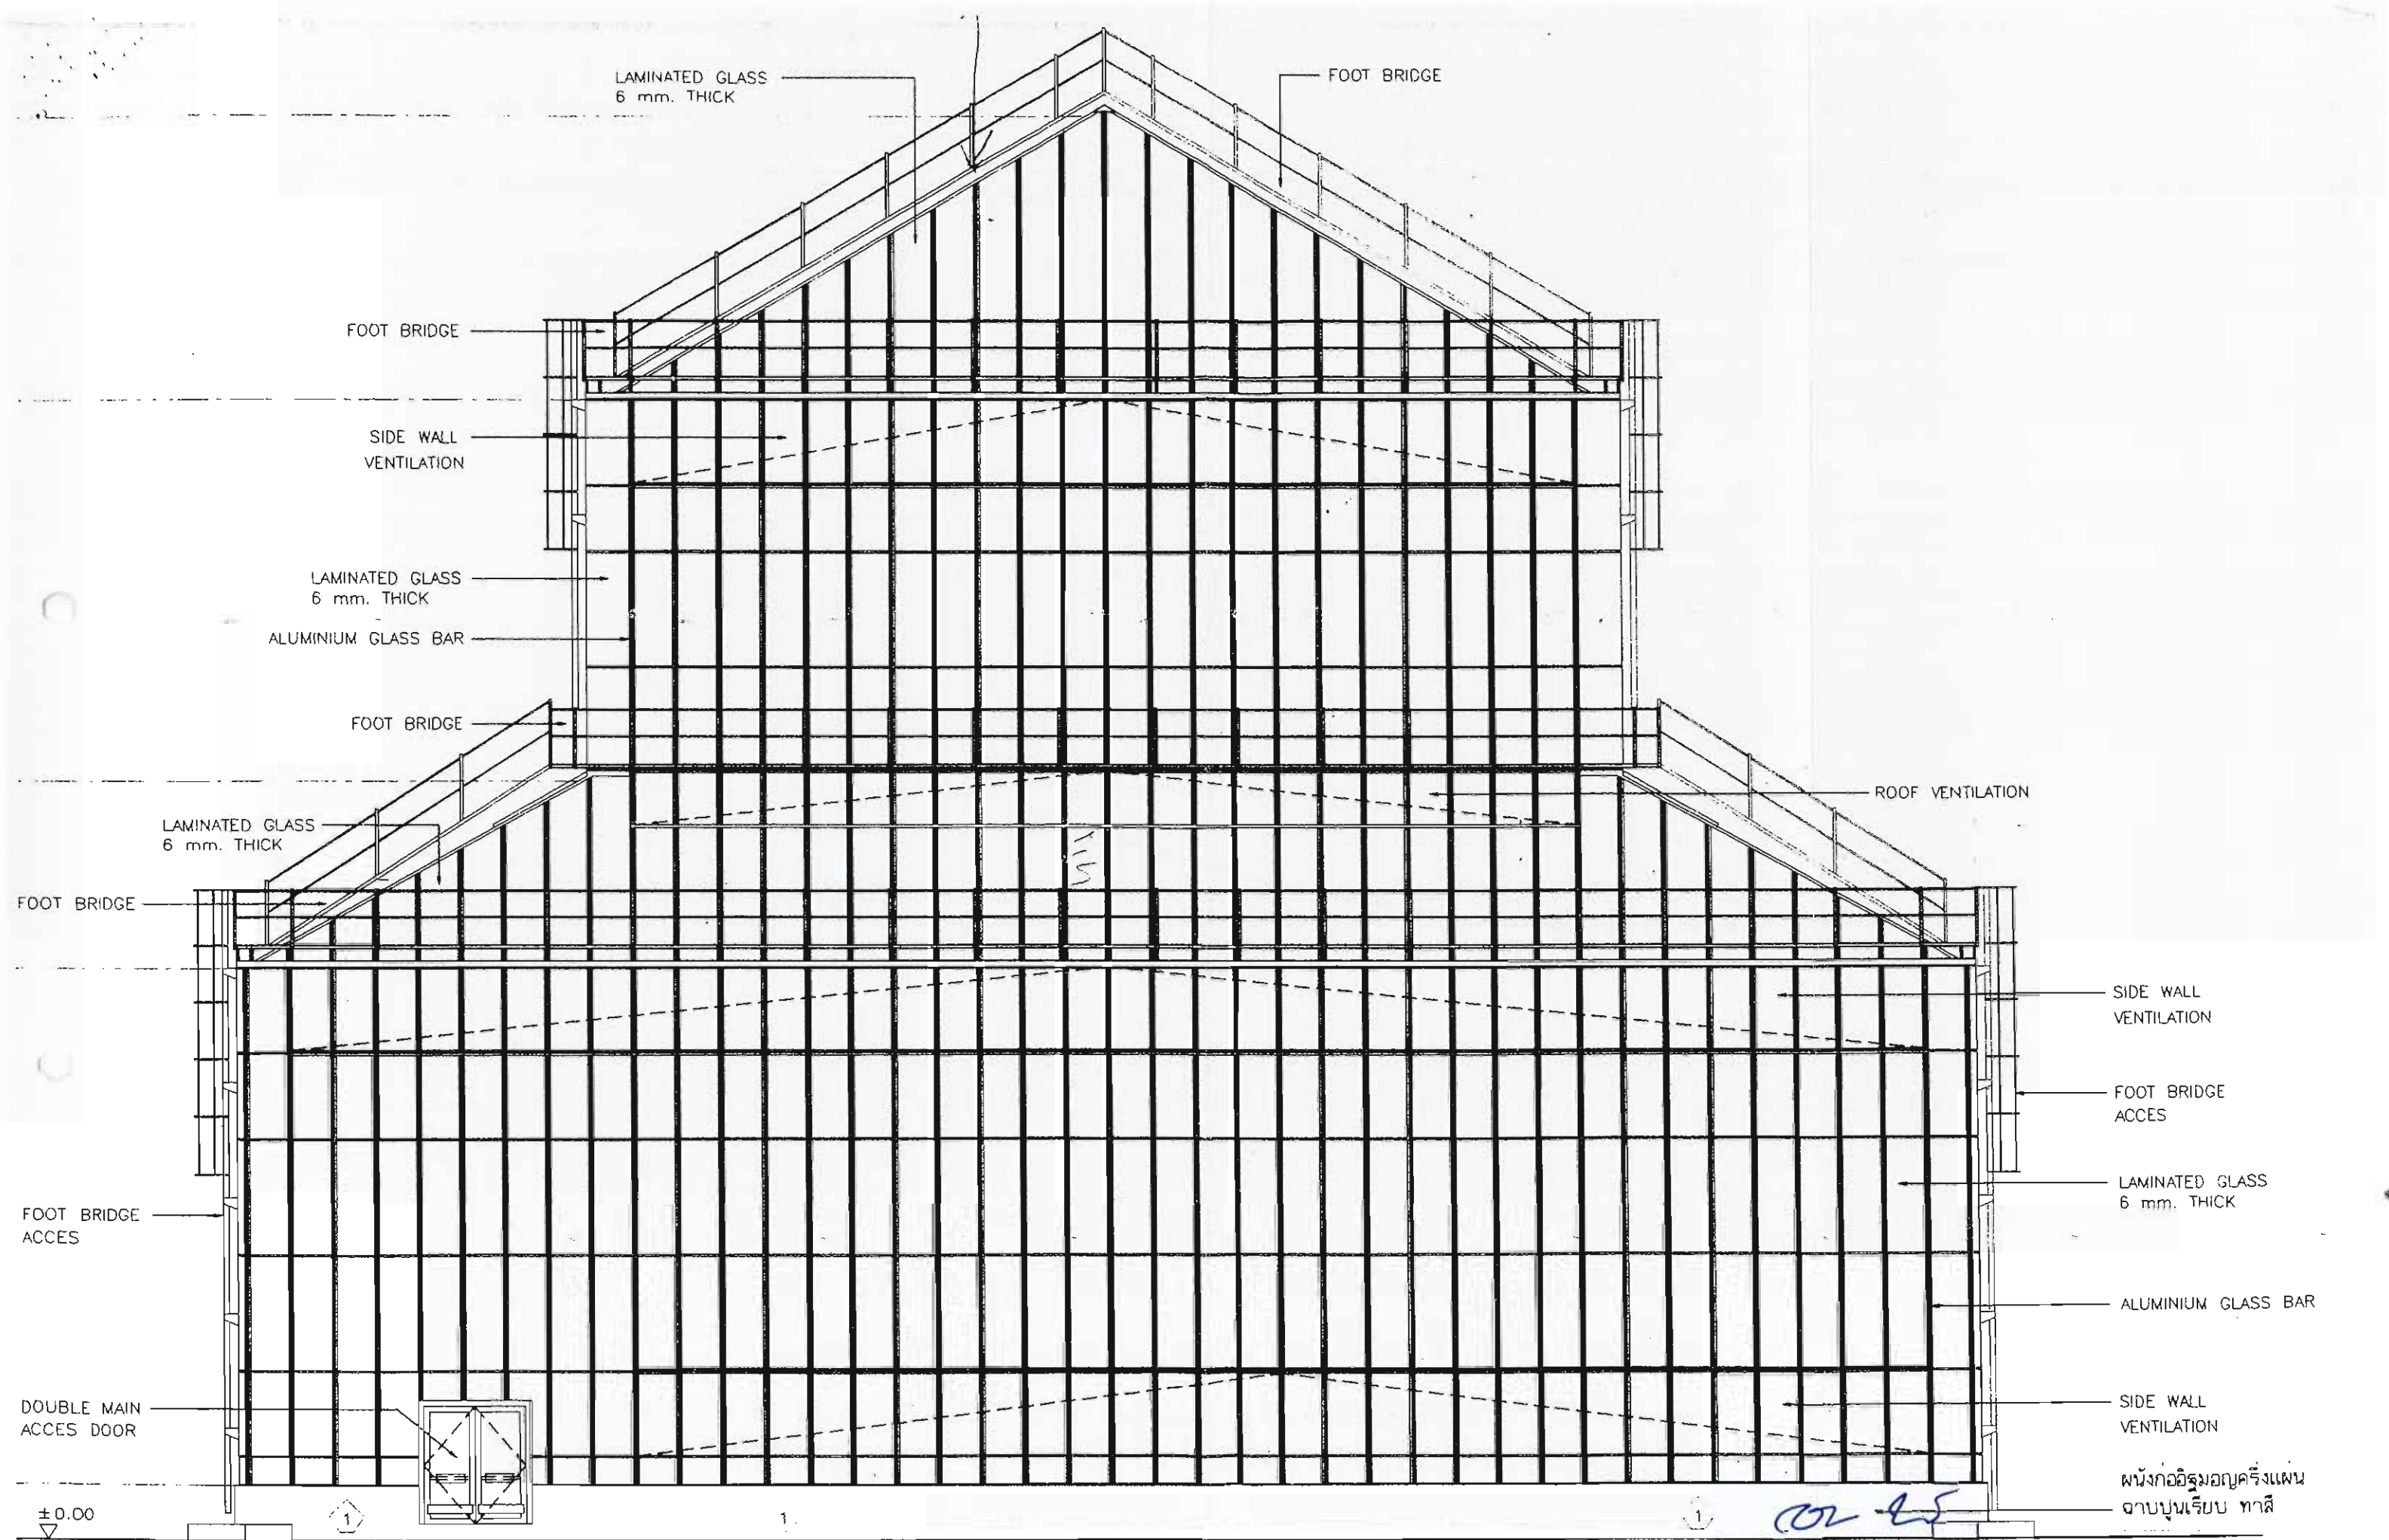 LAMINATED GLASS
6 mm. THICK
FOOT BRIDGE
FOOT BRIDGE
SIDE WALL
VENTILATION
LAMINATED GLASS
6 mm. THICK
ALUMINIUM GLASS BAR
FOOT BRIDGE
ROOF VENTILATION
LAMINATED GLASS
6 mm. THICK
FOOT BRIDGE
SIDE WALL
VENTILATION
FOOT BRIDGE
ACCES
LAMINATED GLASS
6 mm. THICK
FOOT BRIDGE
ACCES
ALUMINIUM GLASS BAR
DOUBLE MAIN
ACCES DOOR
SIDE WALL
VENTILATION
ผนังก่ออิฐมอญครึ่งแผ่น
ฉาบปูนเรียบ ทาสี
±0.00
1
1
1